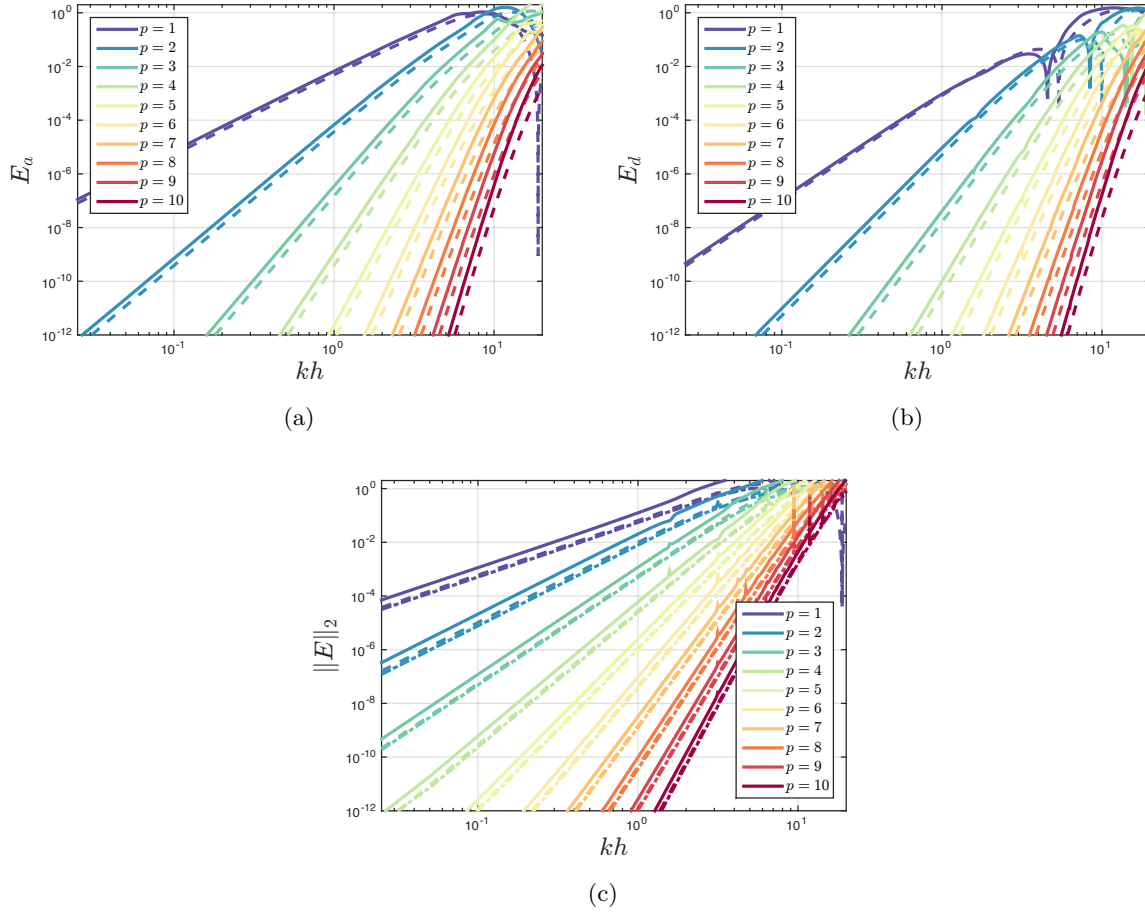 10^0
10^-2
10^-4
10^-6
10^-8
10^-10
10^-12
E_a
p = 1
p = 2
p = 3
p = 4
p = 5
p = 6
p = 7
p = 8
p = 9
p = 10
10^-1
10^0
10^1
kh
(a)
10^0
10^-2
10^-4
10^-6
10^-8
10^-10
10^-12
E_d
p = 1
p = 2
p = 3
p = 4
p = 5
p = 6
p = 7
p = 8
p = 9
p = 10
10^-1
10^0
10^1
kh
(b)
10^0
10^-2
10^-4
10^-6
10^-8
10^-10
10^-12
||E||_2
p = 1
p = 2
p = 3
p = 4
p = 5
p = 6
p = 7
p = 8
p = 9
p = 10
10^-1
10^0
10^1
kh
(c)